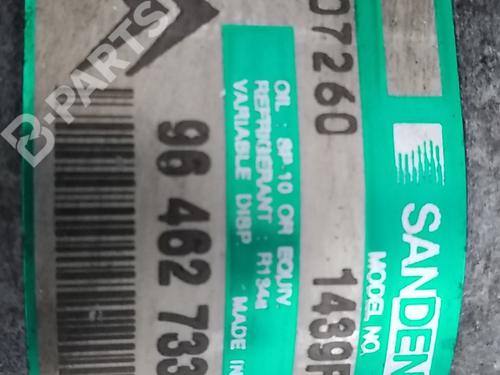 SANDEN
MODEL NO.
07260
1439F
OIL : SP-10 OR EQUIV.
REFRIGERANT : R134a
VARIABLE DISP.
MADE IN
96 462 733
B-PARTS